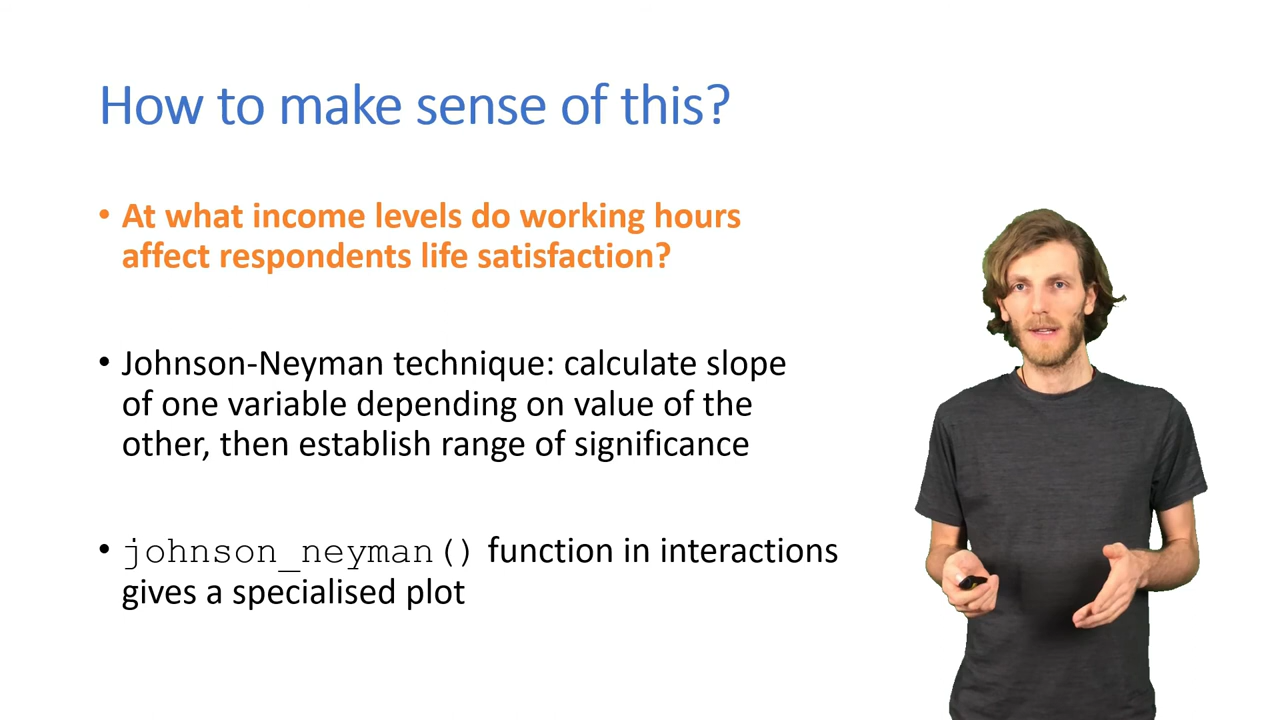 How to make sense of this?
• At what income levels do working hours
affect respondents life satisfaction?
• Johnson-Neyman technique: calculate slope
of one variable depending on value of the
other, then establish range of significance
• johnson_neyman() function in interactions
gives a specialised plot